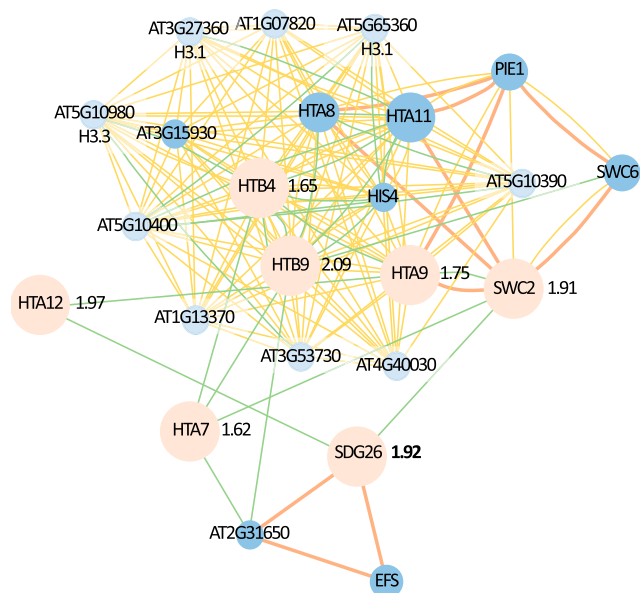 AT1G07820
AT3G27360
AT5G65360
H3.1
H3.1
PIE1
AT5G10980
HTA8
HTA11
H3.3
AT3G15930
SWC6
HTB4 1.65
AT5G10390
HIS4
AT5G10400
HTB9 2.09
HTA9 1.75
SWC2 1.91
HTA12 1.97
AT1G13370
AT3G53730
AT4G40030
HTA7 1.62
SDG26 1.92
AT2G31650
EFS